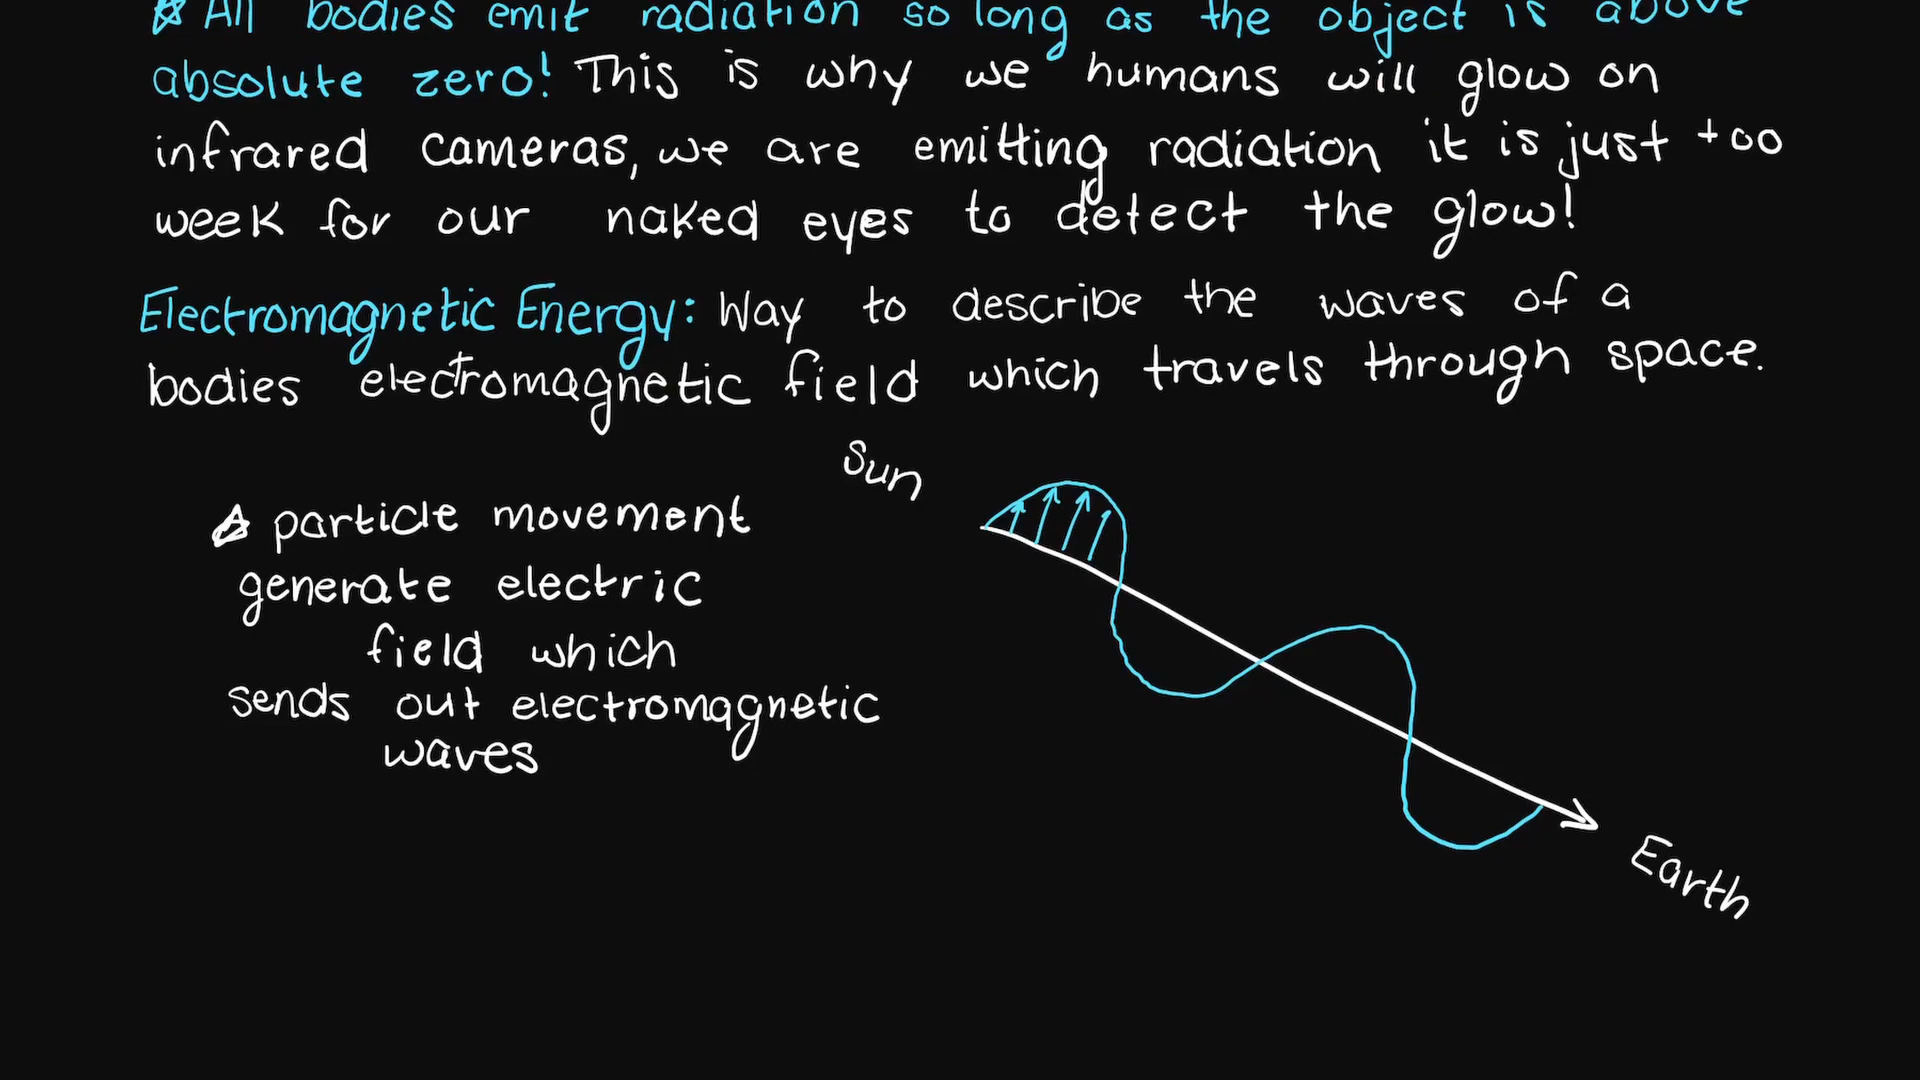 ☆ All bodies emit radiation so long as the object is above
absolute zero! This is why we humans will glow on
infrared cameras, we are emitting radiation it is just too
week for our naked eyes to detect the glow!
Electromagnetic Energy: Way to describe the waves of a
bodies electromagnetic field which travels through space.
Sun
☆ particle movement
generate electric
field which
sends out electromagnetic
waves
Earth